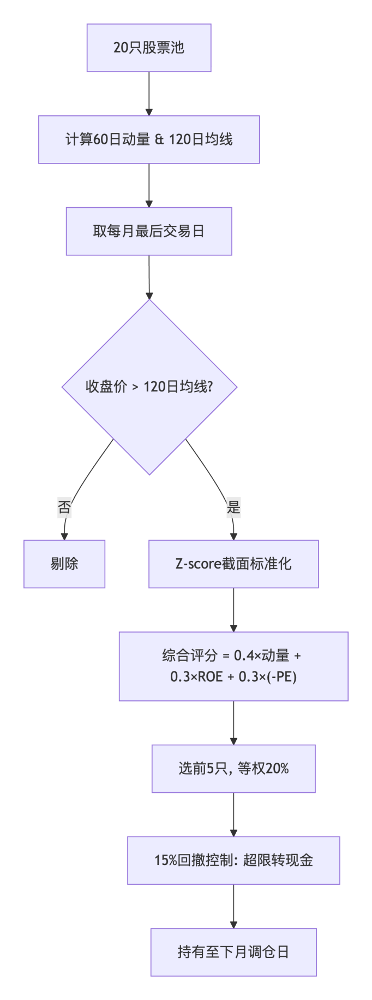 20只股票池
计算60日动量 & 120日均线
取每月最后交易日
收盘价 > 120日均线?
否
是
剔除
Z-score截面标准化
综合评分 = 0.4×动量 +
0.3×ROE + 0.3×(-PE)
选前5只, 等权20%
15%回撤控制: 超限转现金
持有至下月调仓日